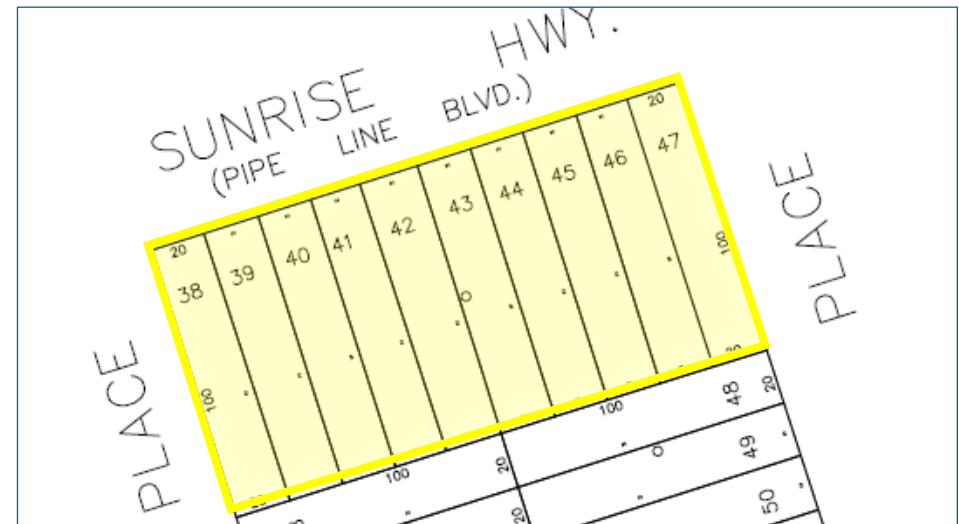 SUNRISE HWY.
(PIPE LINE BLVD.)
20 " " " " " " " " 20
38 39 40 41 42 43 44 45 46 47
100 " " " " O " " " " 100
PLACE
PLACE
20
100 20 100 48 20
" " O 49 "
20 " 50 "